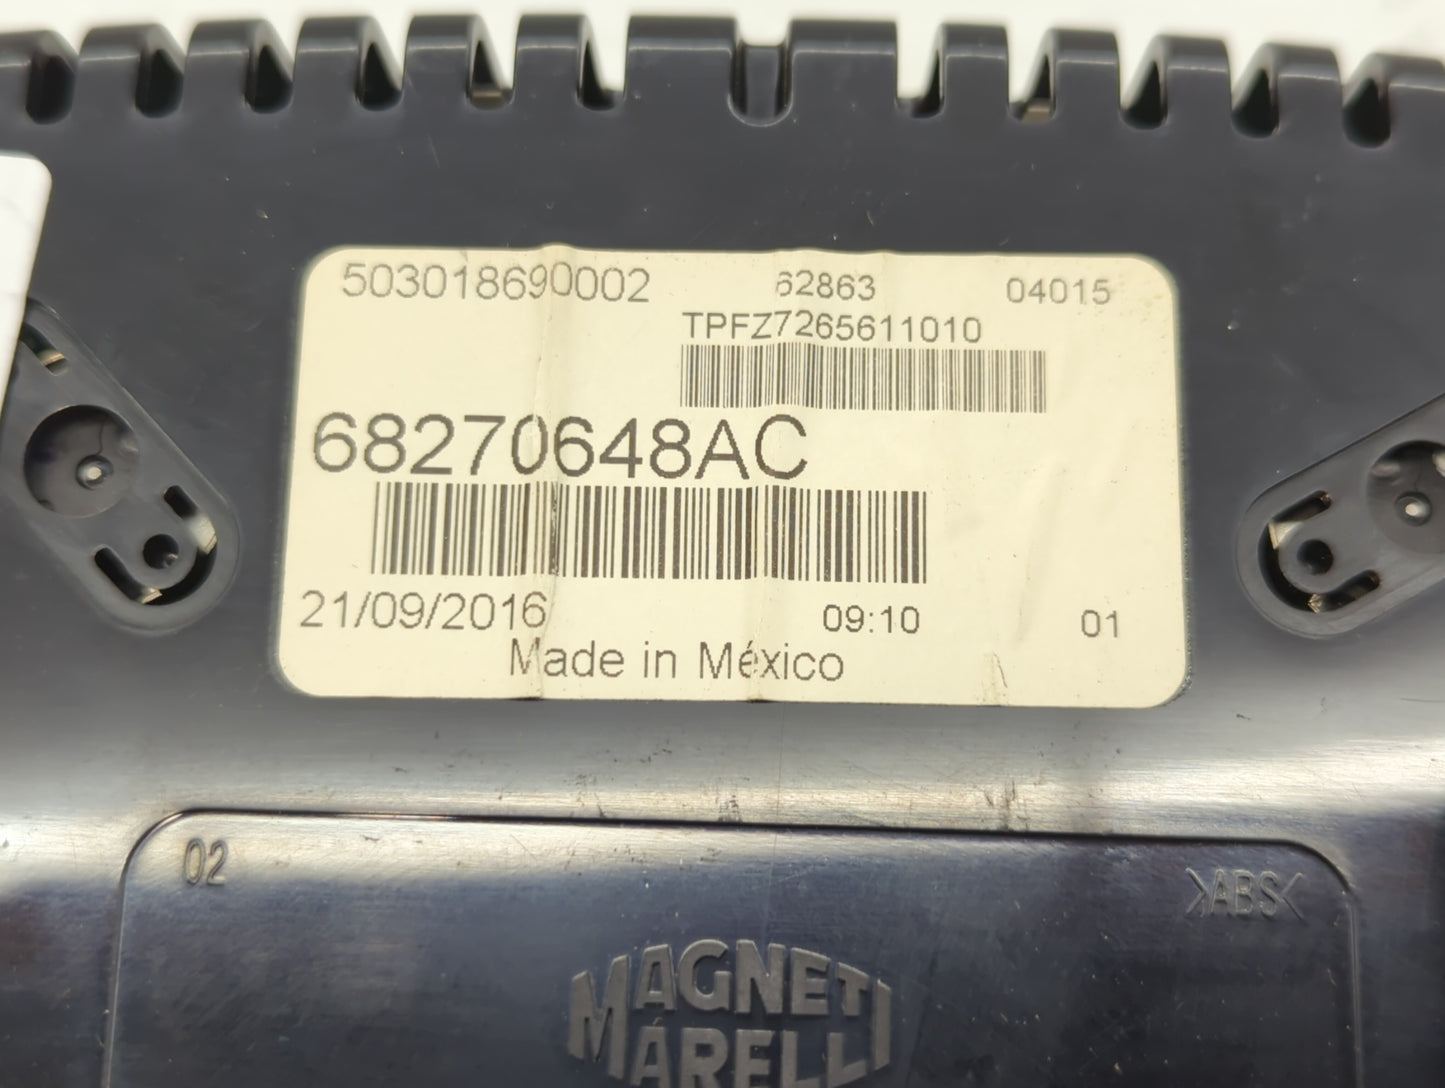 503018690002 62863 04015
TPFZ7265611010
68270648AC
21/09/2016 09:10 01
Made in México
02 >ABS<
MAGNETI
MARELLI